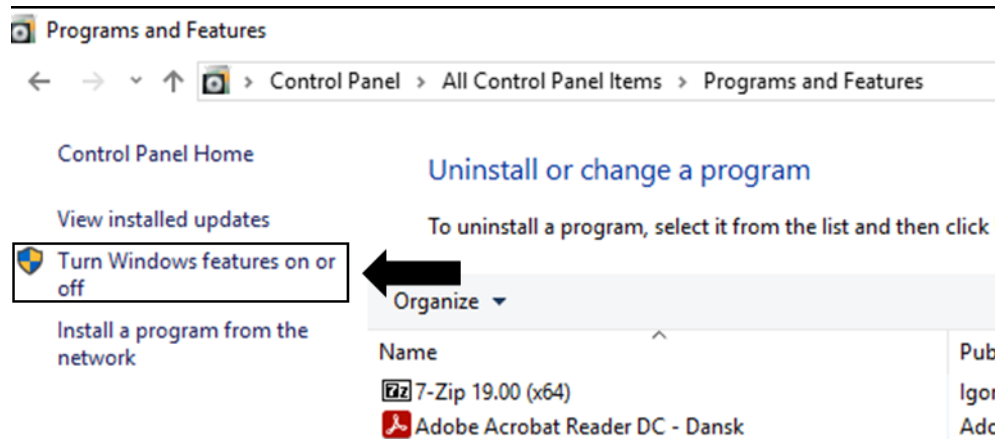 Programs and Features
Control Panel > All Control Panel Items > Programs and Features
Control Panel Home
View installed updates
Turn Windows features on or
off
Install a program from the
network
Uninstall or change a program
To uninstall a program, select it from the list and then click
Organize
Name
7-Zip 19.00 (x64)
Adobe Acrobat Reader DC - Dansk